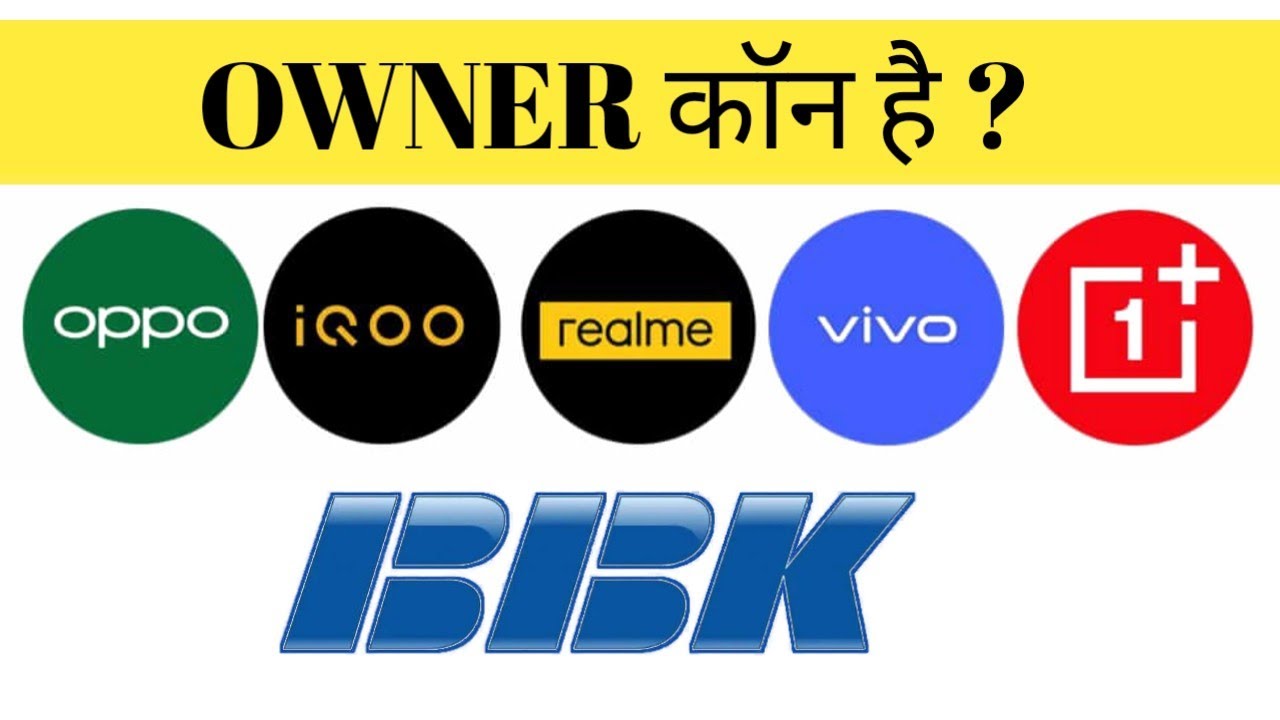 OWNER कॉन है ?
oppo iQOO realme vivo 1+
BBK